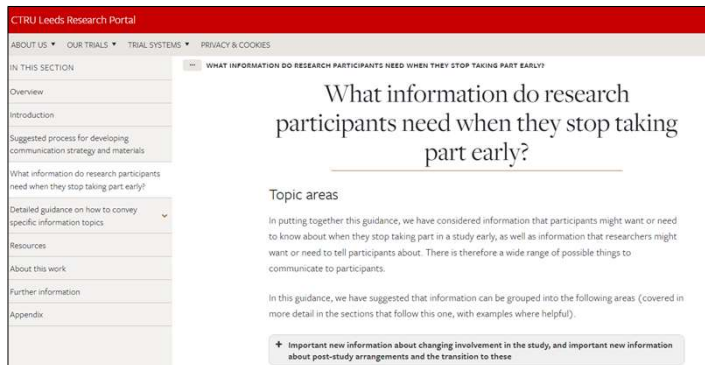 CTRU Leeds Research Portal
ABOUT US ▼ OUR TRIALS ▼ TRIAL SYSTEMS ▼ PRIVACY & COOKIES
IN THIS SECTION
Overview
Introduction
Suggested process for developing
communication strategy and materials
What information do research participants
need when they stop taking part early?
Detailed guidance on how to convey
specific information topics
Resources
About this work
Further information
Appendix
... WHAT INFORMATION DO RESEARCH PARTICIPANTS NEED WHEN THEY STOP TAKING PART EARLY?
What information do research
participants need when they stop taking
part early?
Topic areas
In putting together this guidance, we have considered information that participants might want or need
to know about when they stop taking part in a study early, as well as information that researchers might
want or need to tell participants about. There is therefore a wide range of possible things to
communicate to participants.
In this guidance, we have suggested that information can be grouped into the following areas (covered in
more detail in the sections that follow this one, with examples where helpful).
+ Important new information about changing involvement in the study, and important new information
about post-study arrangements and the transition to these